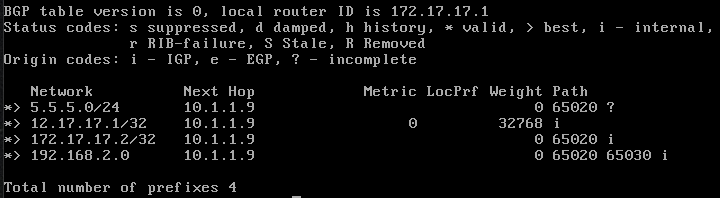 BGP table version is 0, local router ID is 172.17.17.1
Status codes: s suppressed, d damped, h history, * valid, > best, i - internal,
r RIB-failure, S Stale, R Removed
Origin codes: i - IGP, e - EGP, ? - incomplete
Network Next Hop Metric LocPrf Weight Path
*> 5.5.5.0/24 10.1.1.9 0 65020 ?
*> 12.17.17.1/32 10.1.1.9 0 32768 i
*> 172.17.17.2/32 10.1.1.9 0 65020 i
*> 192.168.2.0 10.1.1.9 0 65020 65030 i
Total number of prefixes 4